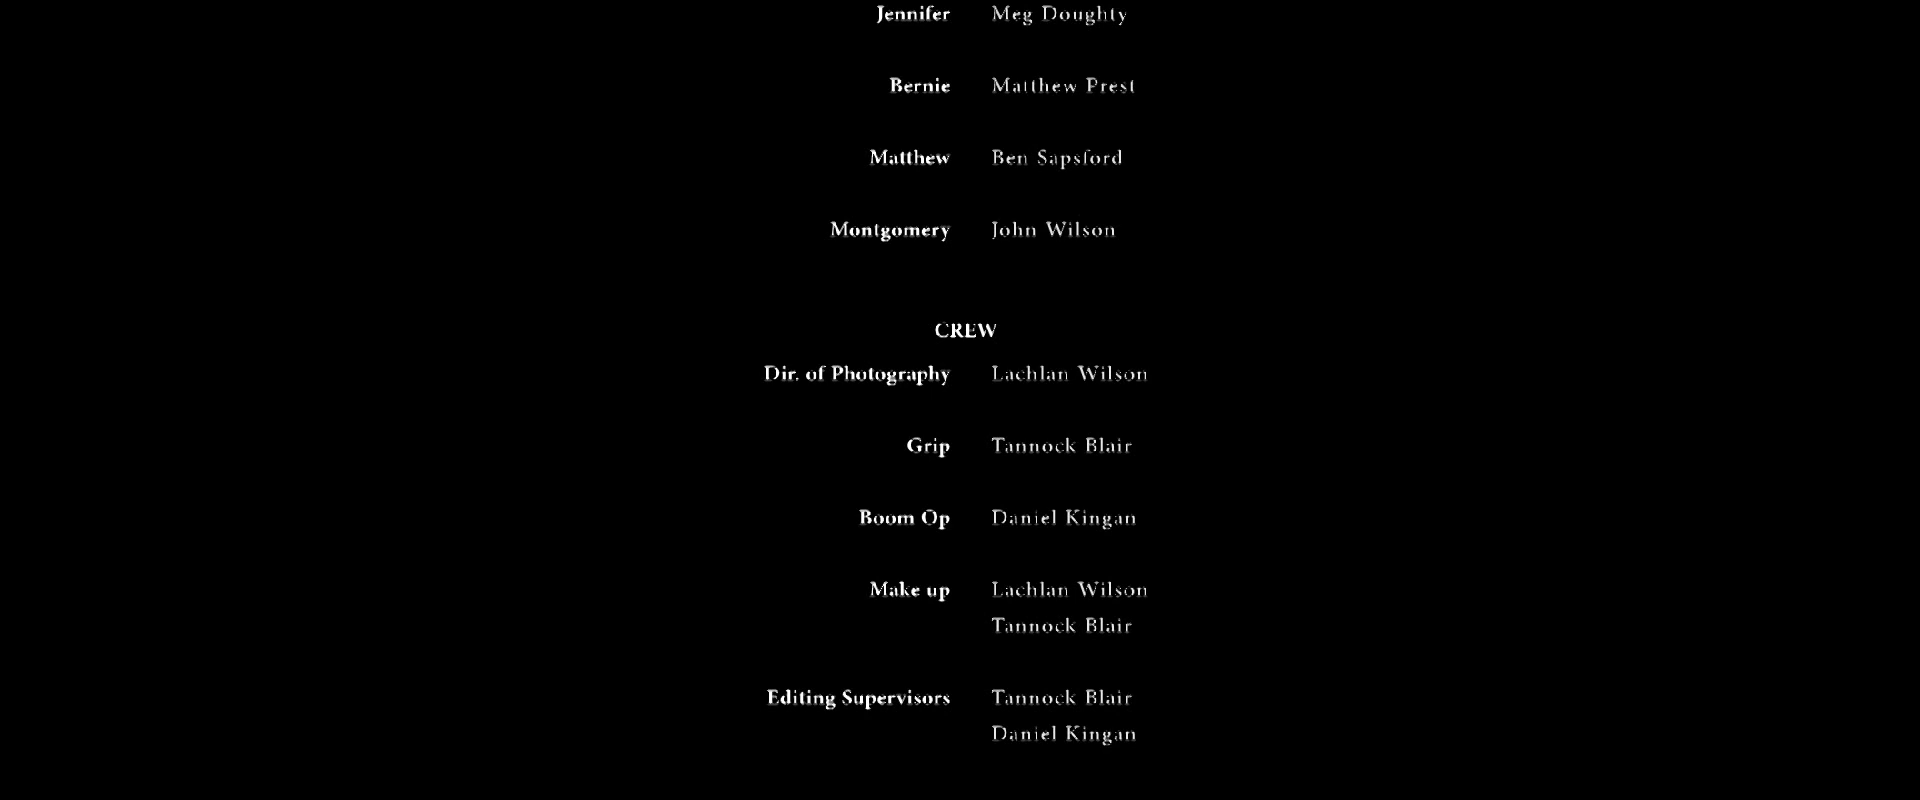 Jennifer Meg Doughty
Bernie Matthew Prest
Matthew Ben Sapsford
Montgomery John Wilson
CREW
Dir. of Photography Lachlan Wilson
Grip Tannock Blair
Boom Op Daniel Kingan
Make up Lachlan Wilson
Tannock Blair
Editing Supervisors Tannock Blair
Daniel Kingan